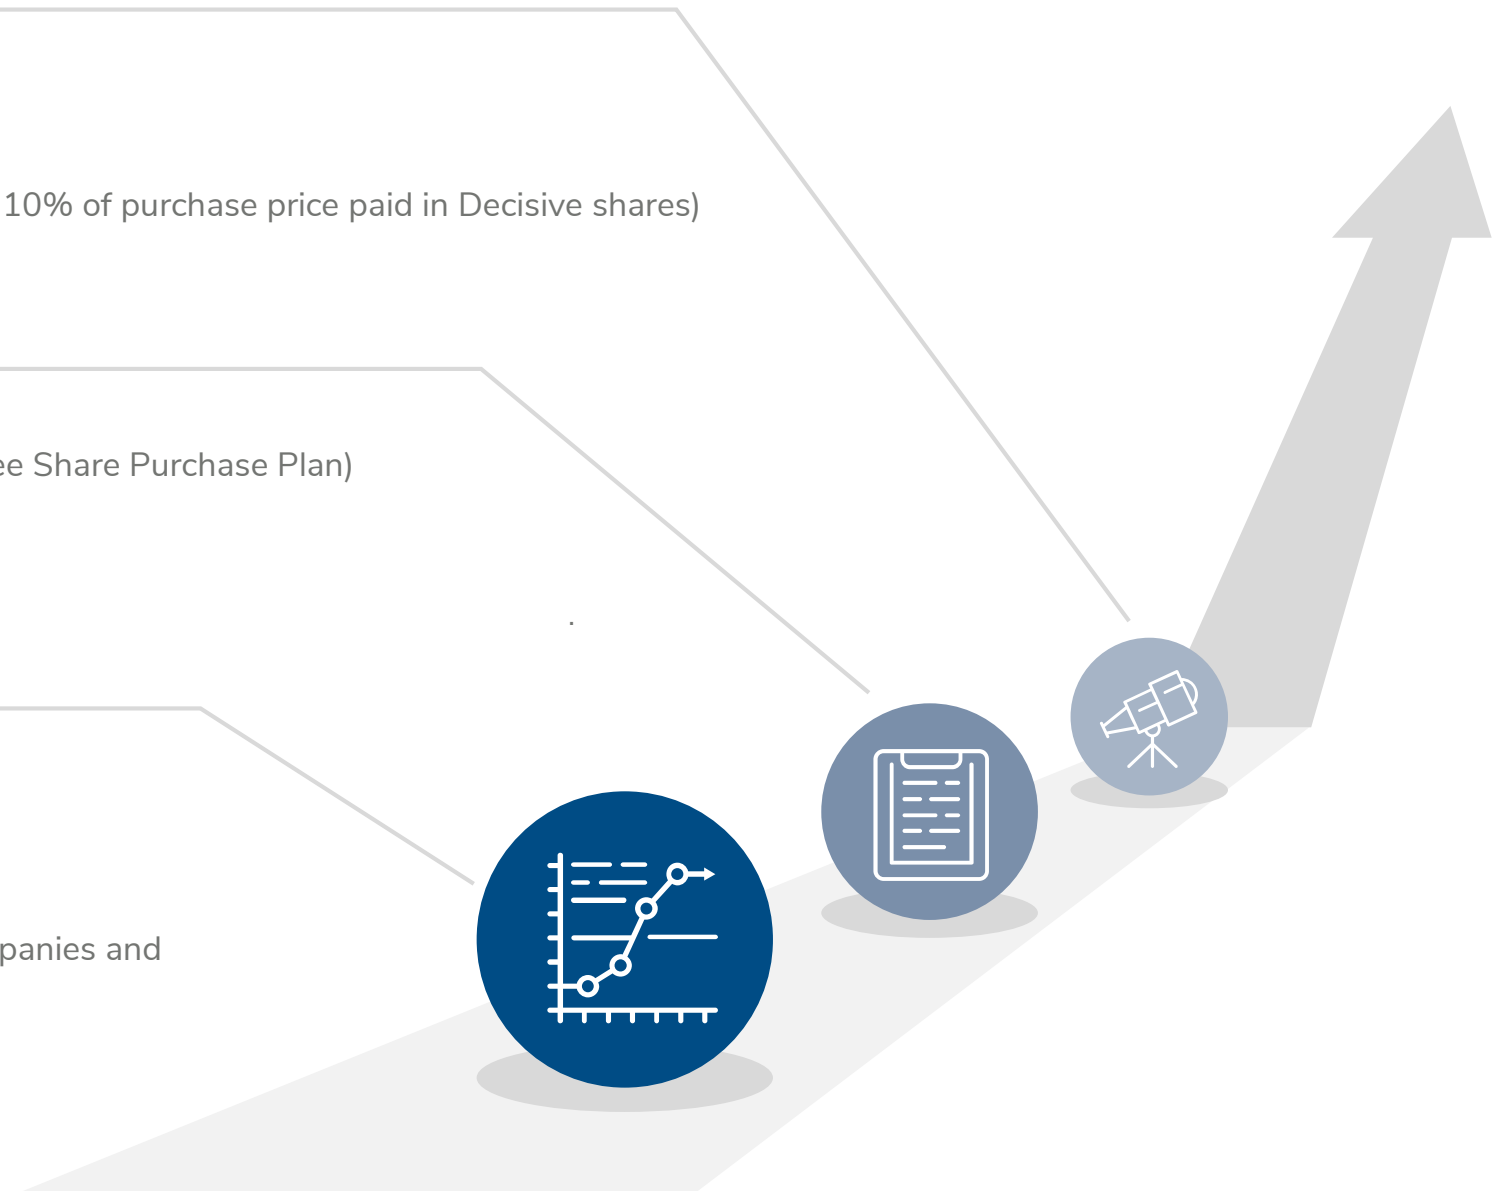 10% of purchase price paid in Decisive shares)
ee Share Purchase Plan)
.
panies and